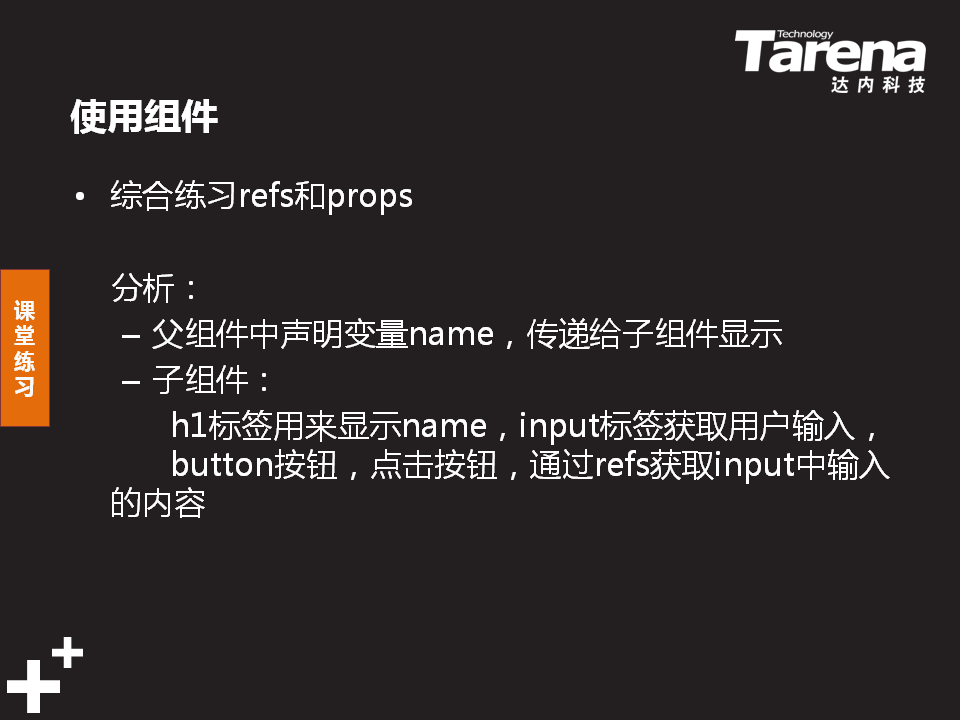 Technology
Tarena
达内科技
使用组件
• 综合练习refs和props
分析：
– 父组件中声明变量name，传递给子组件显示
– 子组件：
h1标签用来显示name，input标签获取用户输入，
button按钮，点击按钮，通过refs获取input中输入
的内容
课
堂
练
习